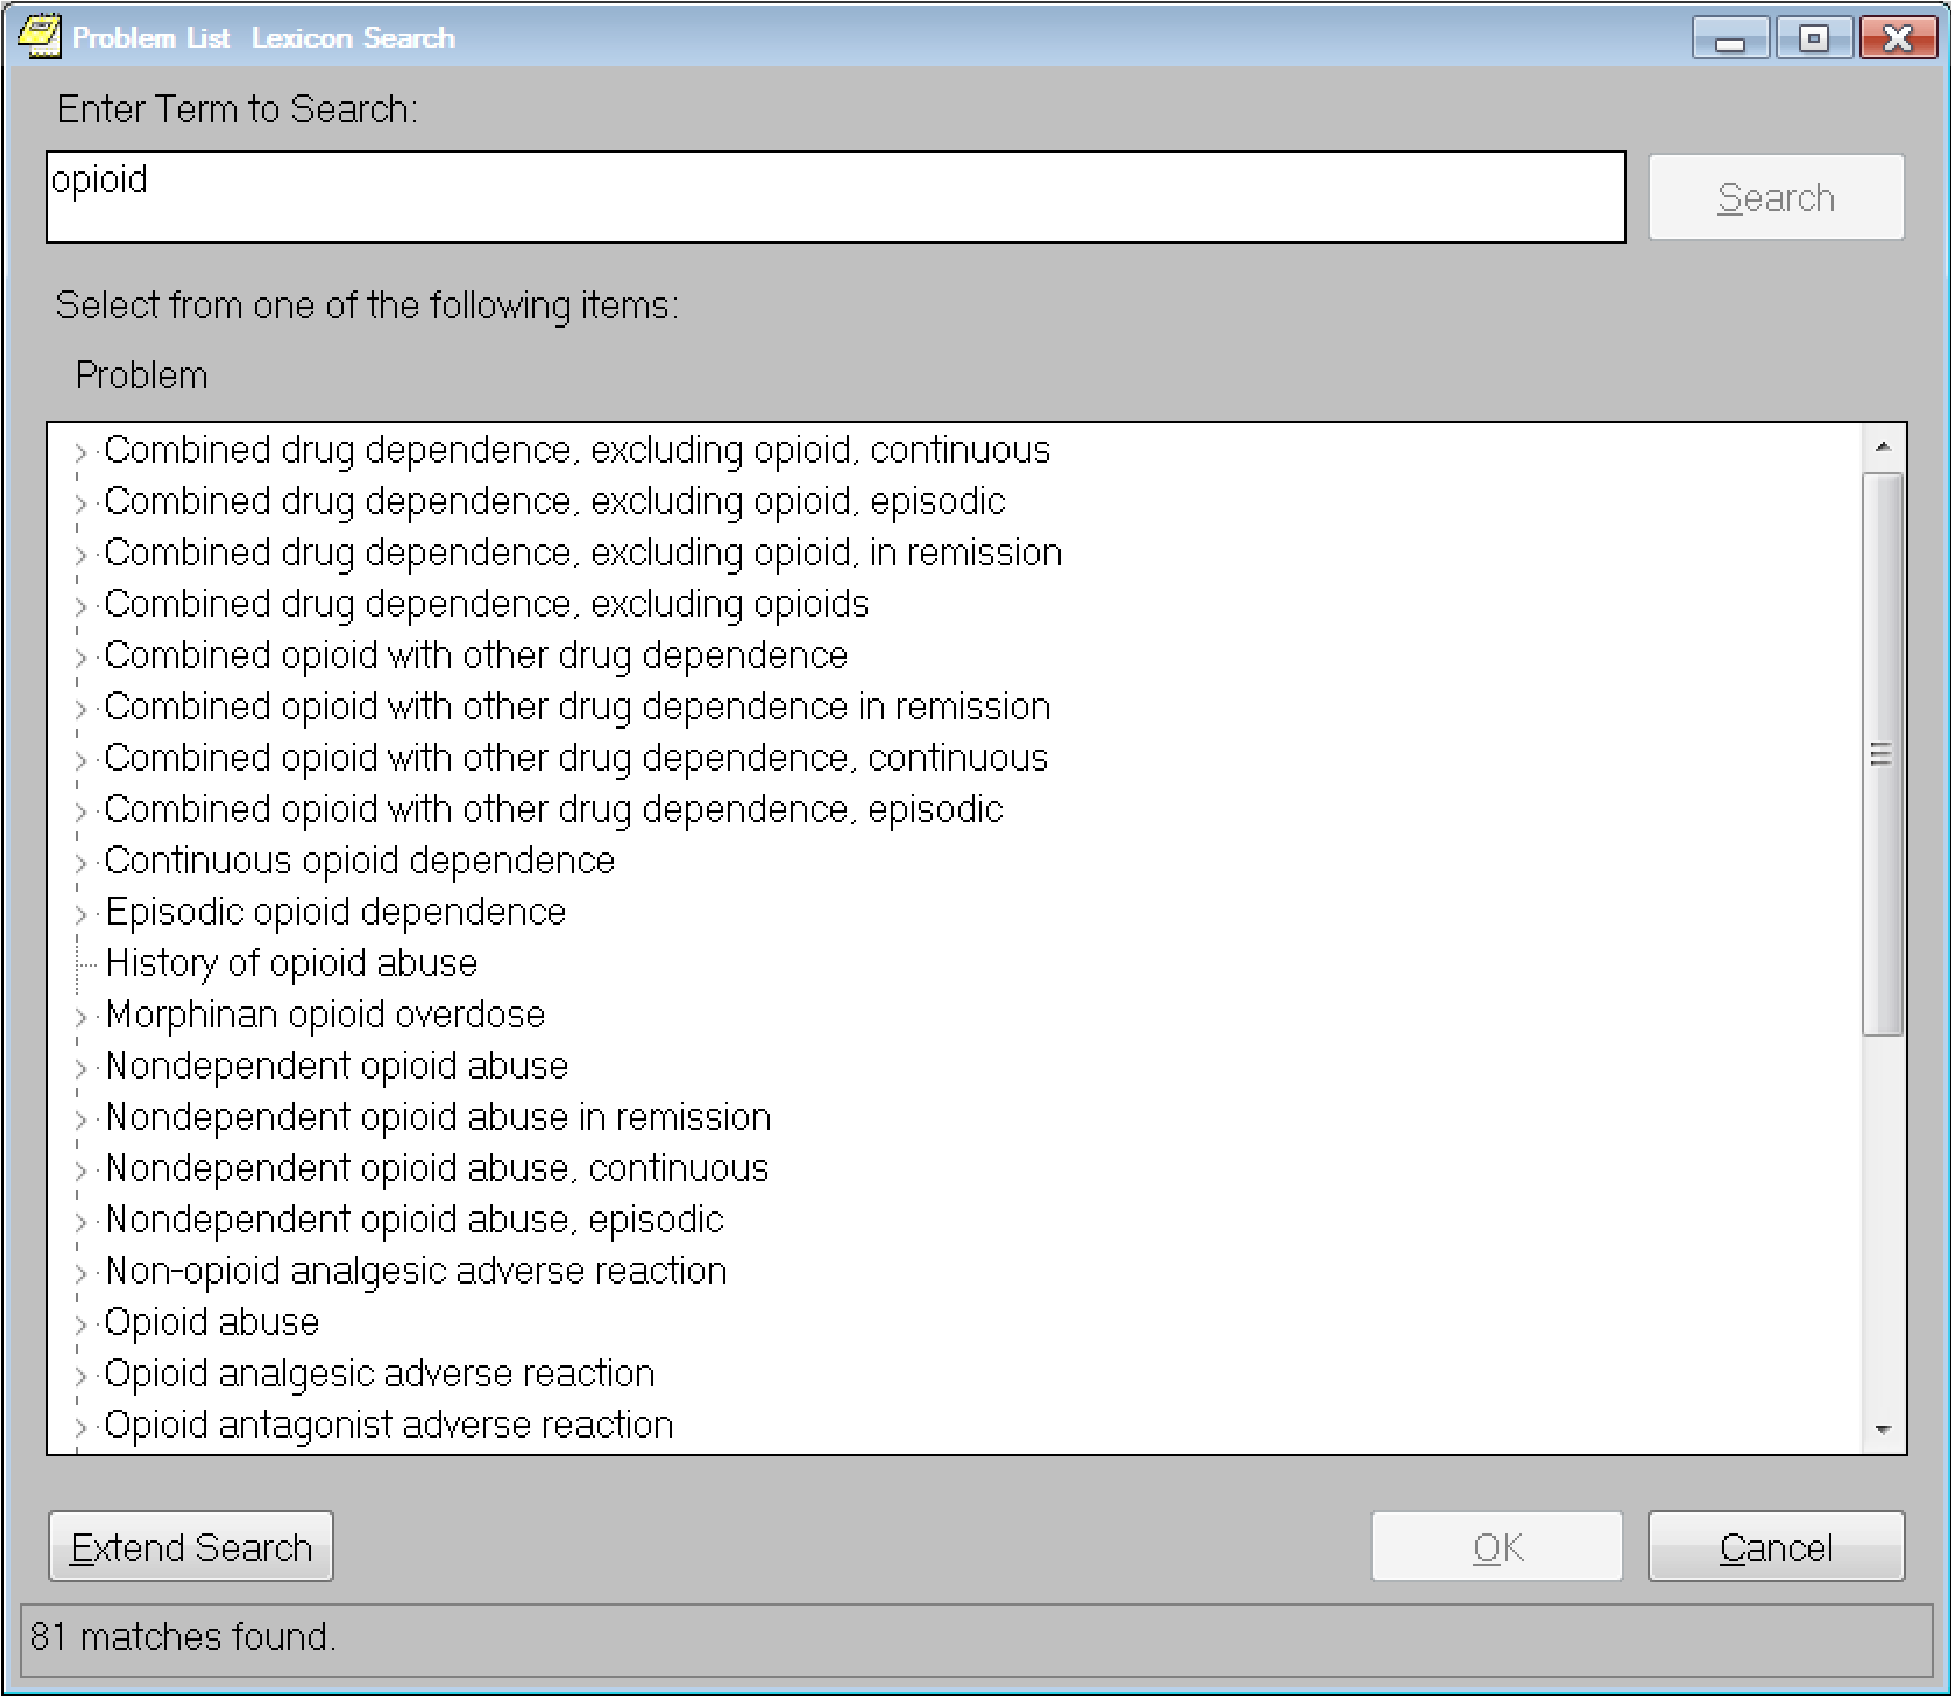 Problem List  Lexicon Search
Enter Term to Search:
opioid
Search
Select from one of the following items:
Problem
Combined drug dependence, excluding opioid, continuous
Combined drug dependence, excluding opioid, episodic
Combined drug dependence, excluding opioid, in remission
Combined drug dependence, excluding opioids
Combined opioid with other drug dependence
Combined opioid with other drug dependence in remission
Combined opioid with other drug dependence, continuous
Combined opioid with other drug dependence, episodic
Continuous opioid dependence
Episodic opioid dependence
History of opioid abuse
Morphinan opioid overdose
Nondependent opioid abuse
Nondependent opioid abuse in remission
Nondependent opioid abuse, continuous
Nondependent opioid abuse, episodic
Non-opioid analgesic adverse reaction
Opioid abuse
Opioid analgesic adverse reaction
Opioid antagonist adverse reaction
Extend Search
OK
Cancel
81 matches found.